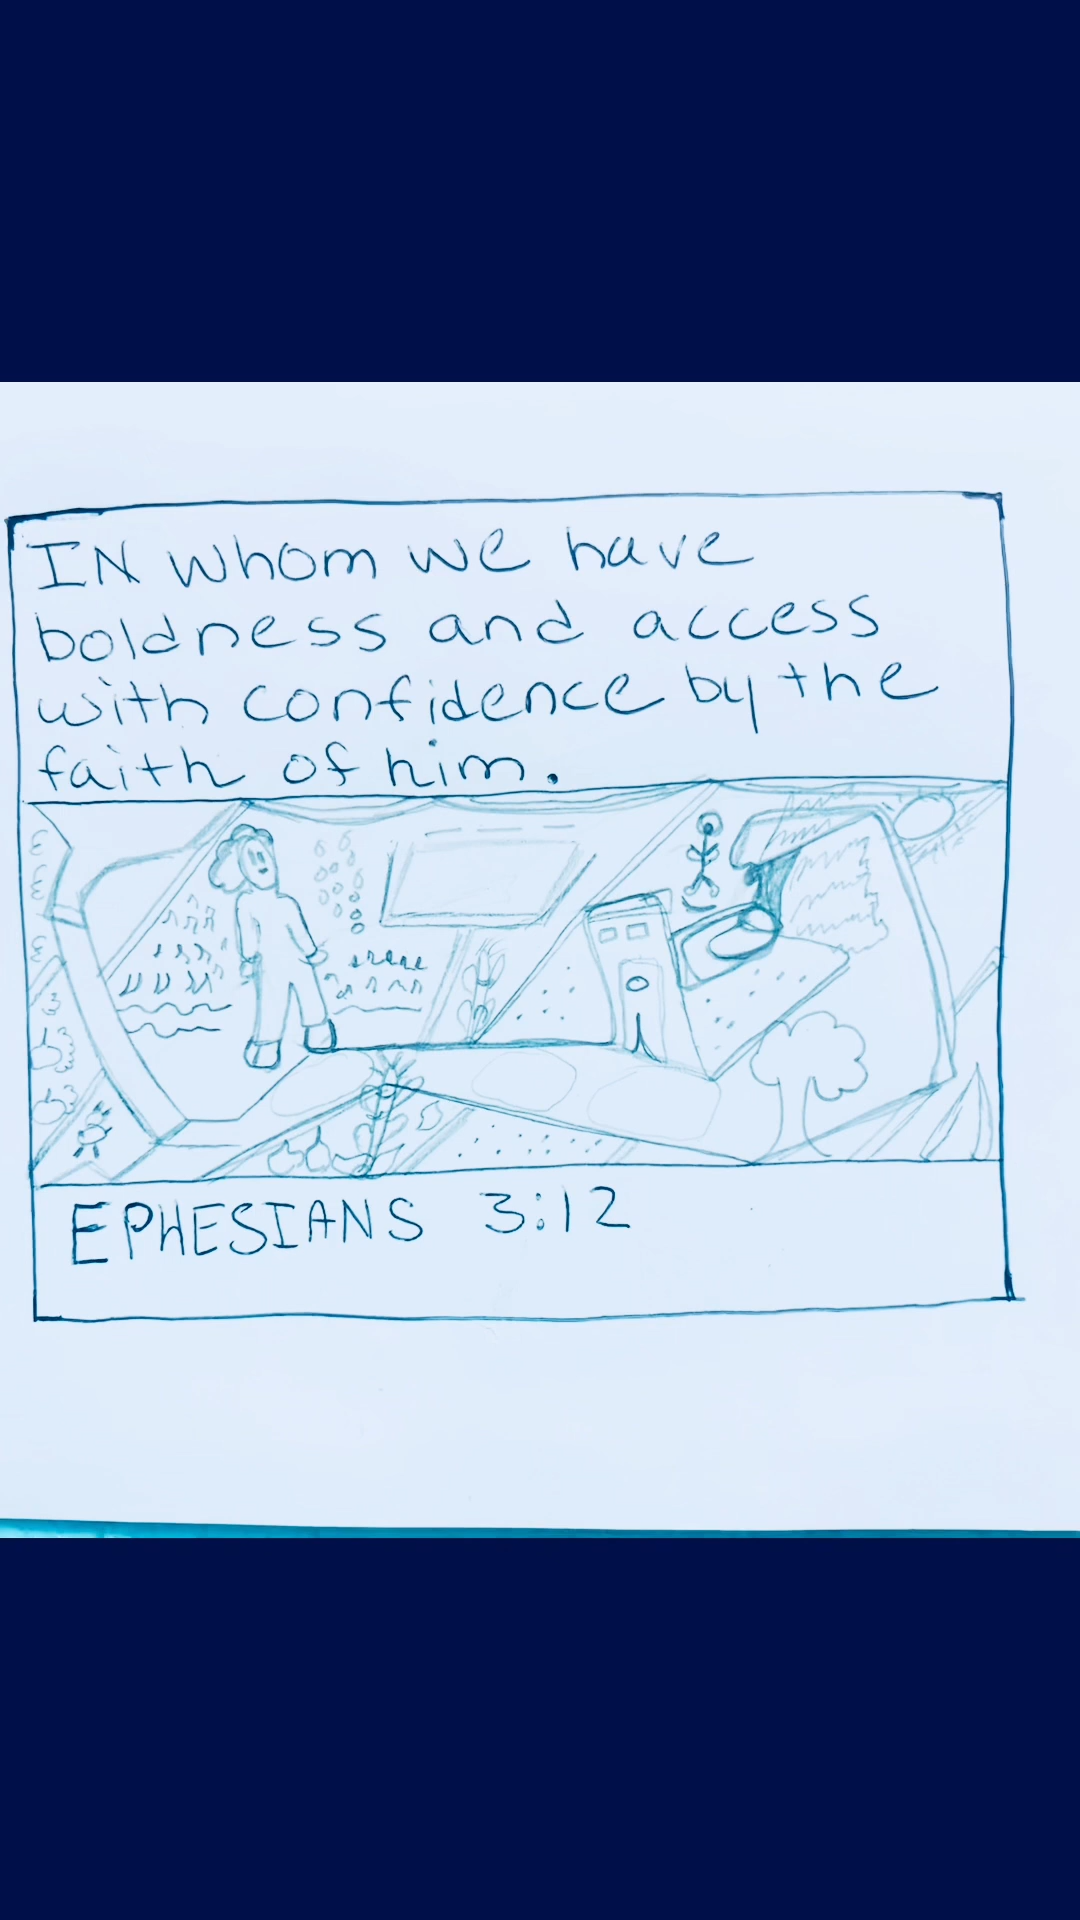 IN whom we have
boldness and access
with confidence by the
faith of him.
EPHESIANS 3:12